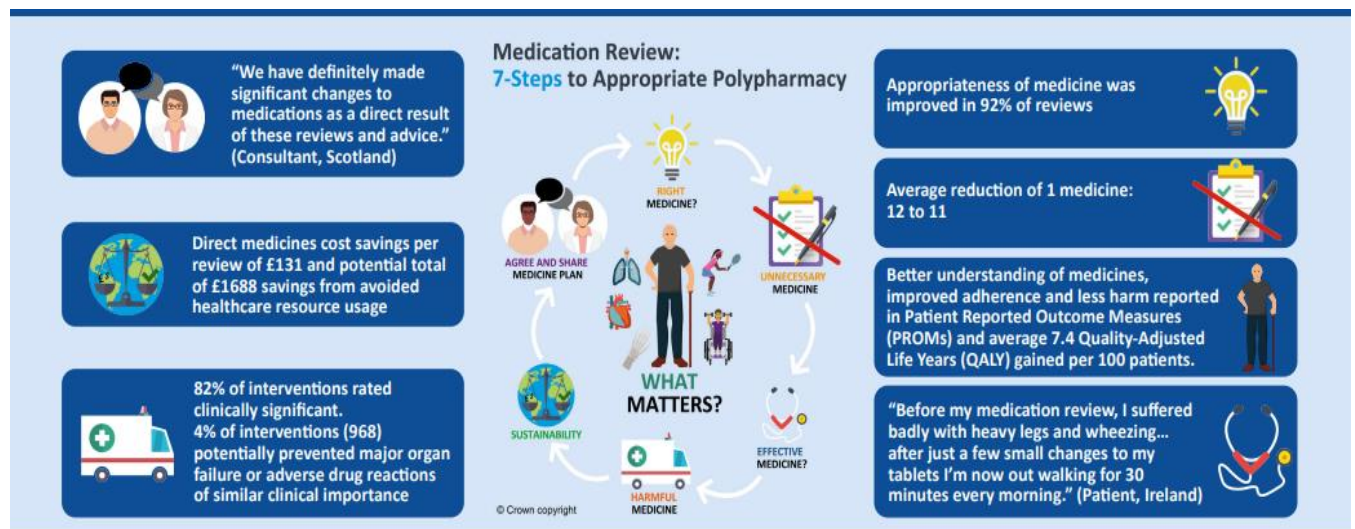 “We have definitely made
significant changes to
medications as a direct result
of these reviews and advice.”
(Consultant, Scotland)
Direct medicines cost savings per
review of £131 and potential total
of £1688 savings from avoided
healthcare resource usage
82% of interventions rated
clinically significant.
4% of interventions (968)
potentially prevented major organ
failure or adverse drug reactions
of similar clinical importance
Medication Review:
7-Steps to Appropriate Polypharmacy
RIGHT
MEDICINE?
UNNECESSARY
MEDICINE
EFFECTIVE
MEDICINE?
HARMFUL
MEDICINE
SUSTAINABILITY
AGREE AND SHARE
MEDICINE PLAN
WHAT
MATTERS?
© Crown copyright
Appropriateness of medicine was
improved in 92% of reviews
Average reduction of 1 medicine:
12 to 11
Better understanding of medicines,
improved adherence and less harm reported
in Patient Reported Outcome Measures
(PROMs) and average 7.4 Quality-Adjusted
Life Years (QALY) gained per 100 patients.
“Before my medication review, I suffered
badly with heavy legs and wheezing...
after just a few small changes to my
tablets I’m now out walking for 30
minutes every morning.” (Patient, Ireland)